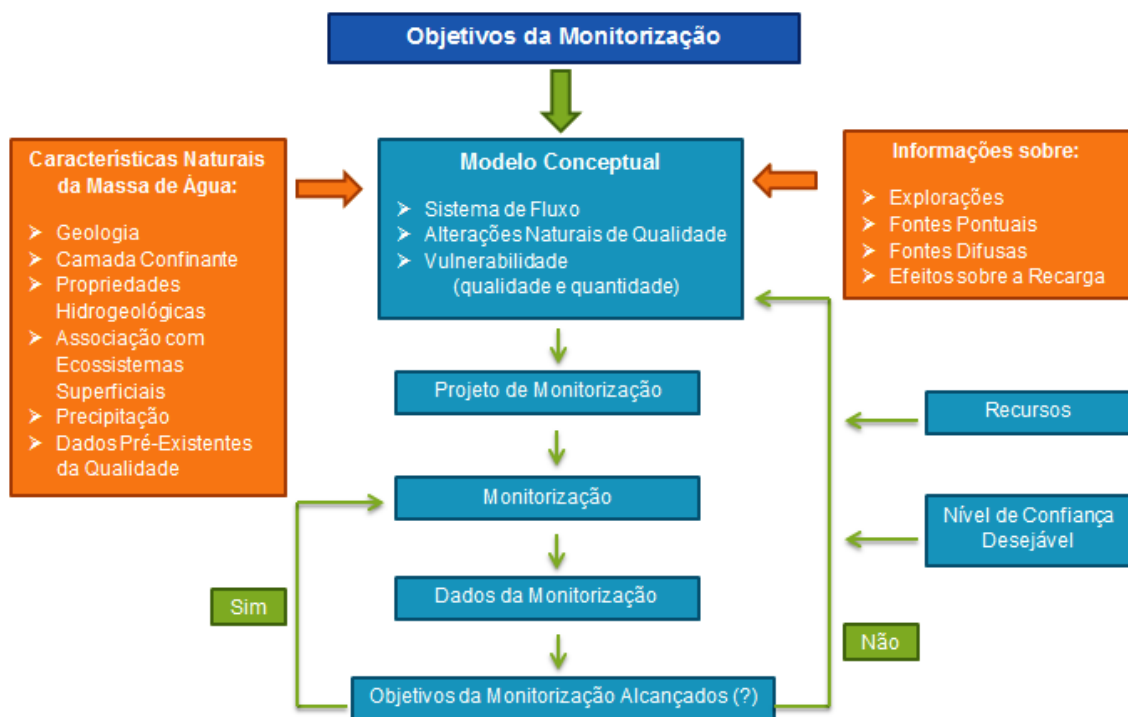 Objetivos da Monitorização
Características Naturais
da Massa de Água:
➢ Geologia
➢ Camada Confinante
➢ Propriedades
Hidrogeológicas
➢ Associação com
Ecossistemas
Superficiais
➢ Precipitação
➢ Dados Pré-Existentes
da Qualidade
Modelo Conceptual
➢ Sistema de Fluxo
➢ Alterações Naturais de Qualidade
➢ Vulnerabilidade
(qualidade e quantidade)
Informações sobre:
➢ Explorações
➢ Fontes Pontuais
➢ Fontes Difusas
➢ Efeitos sobre a Recarga
Projeto de Monitorização
Recursos
Monitorização
Nível de Confiança
Desejável
Dados da Monitorização
Sim
Não
Objetivos da Monitorização Alcançados (?)